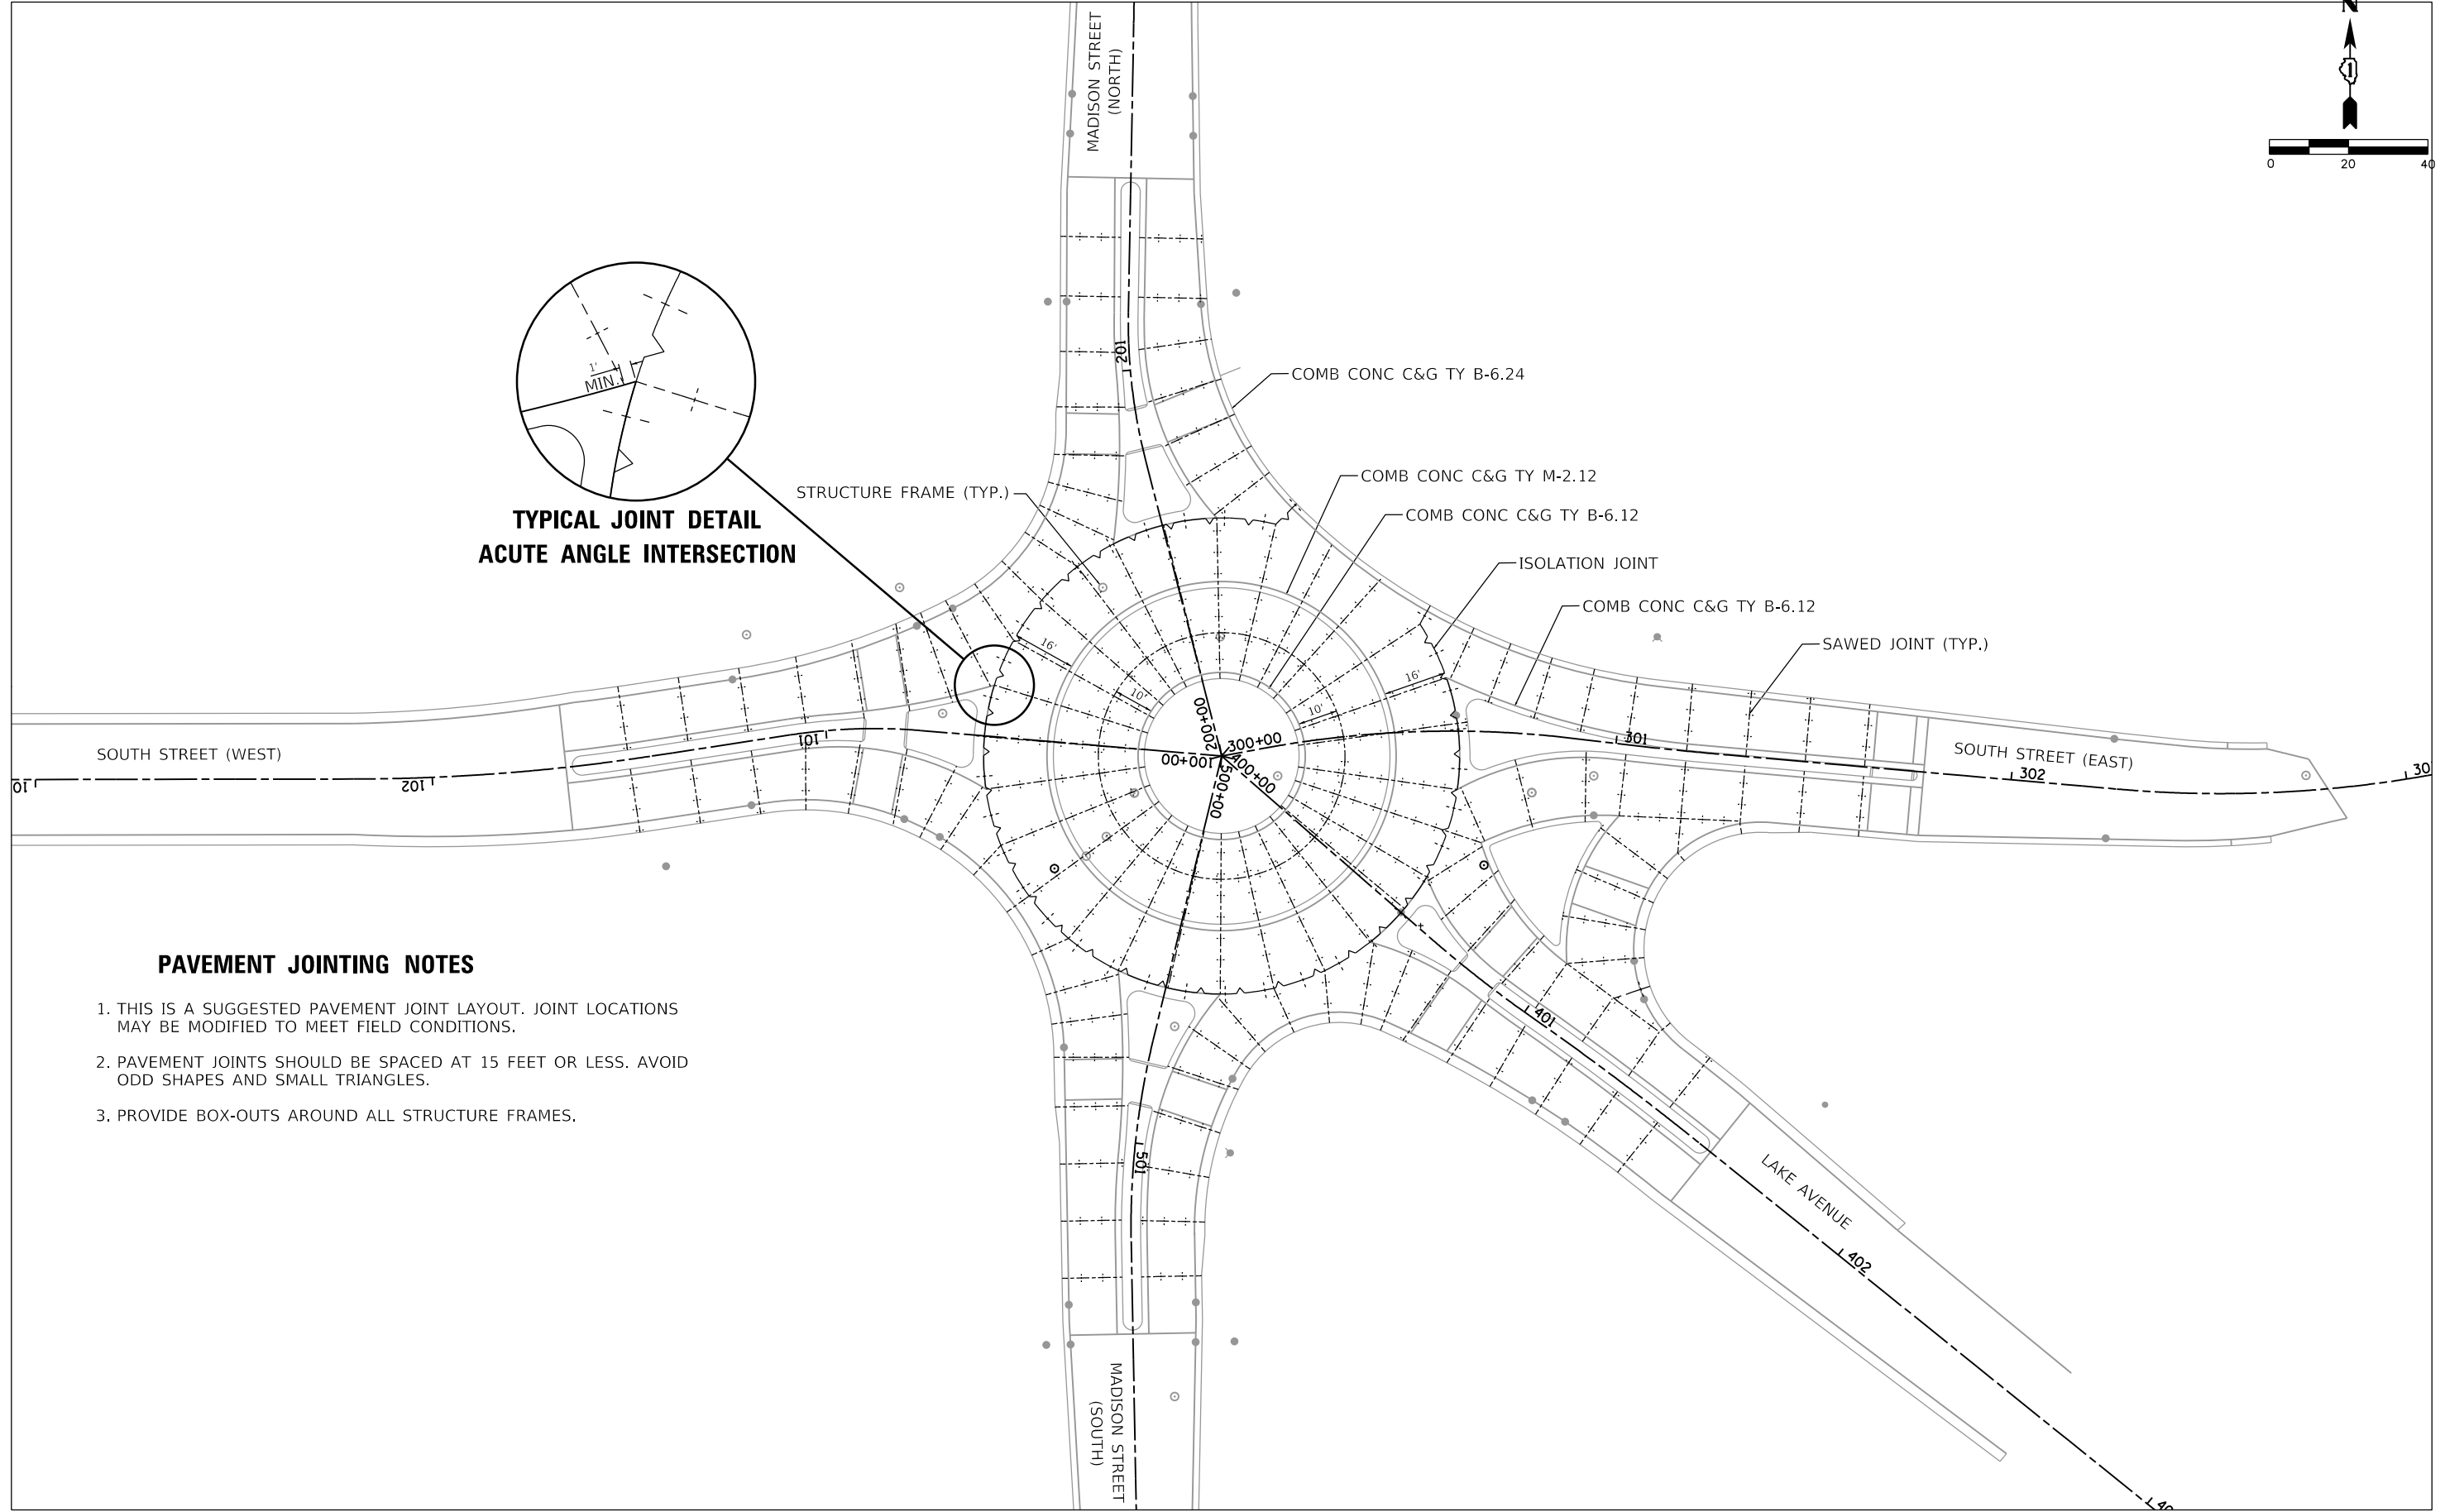 N
1
0 20 40
MADISON STREET
(NORTH)
201
COMB CONC C&G TY B-6.24
1'
MIN.
COMB CONC C&G TY M-2.12
STRUCTURE FRAME (TYP.)
COMB CONC C&G TY B-6.12
TYPICAL JOINT DETAIL
ACUTE ANGLE INTERSECTION
ISOLATION JOINT
COMB CONC C&G TY B-6.12
SAWED JOINT (TYP.)
16'
10'
16'
10'
200+00
300+00
100+00
400+00
500+00
101
301
SOUTH STREET (WEST)
SOUTH STREET (EAST)
10
102
302
30
PAVEMENT JOINTING NOTES
1. THIS IS A SUGGESTED PAVEMENT JOINT LAYOUT. JOINT LOCATIONS
MAY BE MODIFIED TO MEET FIELD CONDITIONS.
2. PAVEMENT JOINTS SHOULD BE SPACED AT 15 FEET OR LESS. AVOID
ODD SHAPES AND SMALL TRIANGLES.
3. PROVIDE BOX-OUTS AROUND ALL STRUCTURE FRAMES.
401
501
LAKE AVENUE
402
MADISON STREET
(SOUTH)
40